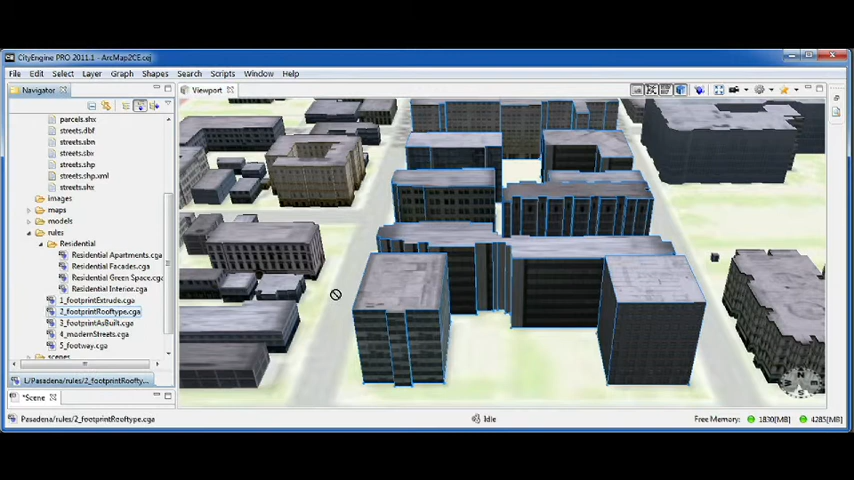 CityEngine PRO 2011.1 - ArcMap2CE.cej
File Edit Select Layer Graph Shapes Search Scripts Window Help
Navigator
Viewport
parcels.shx
streets.dbf
streets.sbn
streets.sbx
streets.shp
streets.shp.xml
streets.shx
images
maps
models
rules
Residential
Residential Apartments.cga
Residential Facades.cga
Residential Green Space.cga
Residential Interior.cga
1_footprintExtrude.cga
2_footprintRooftype.cga
3_footprintAsBuilt.cga
4_modernStreets.cga
5_footway.cga
scenes
L/Pasadena/rules/2_footprintRoofty...
*Scene
Pasadena/rules/2_footprintRooftype.cga
Idle
Free Memory: 1830[MB] 4285[MB]